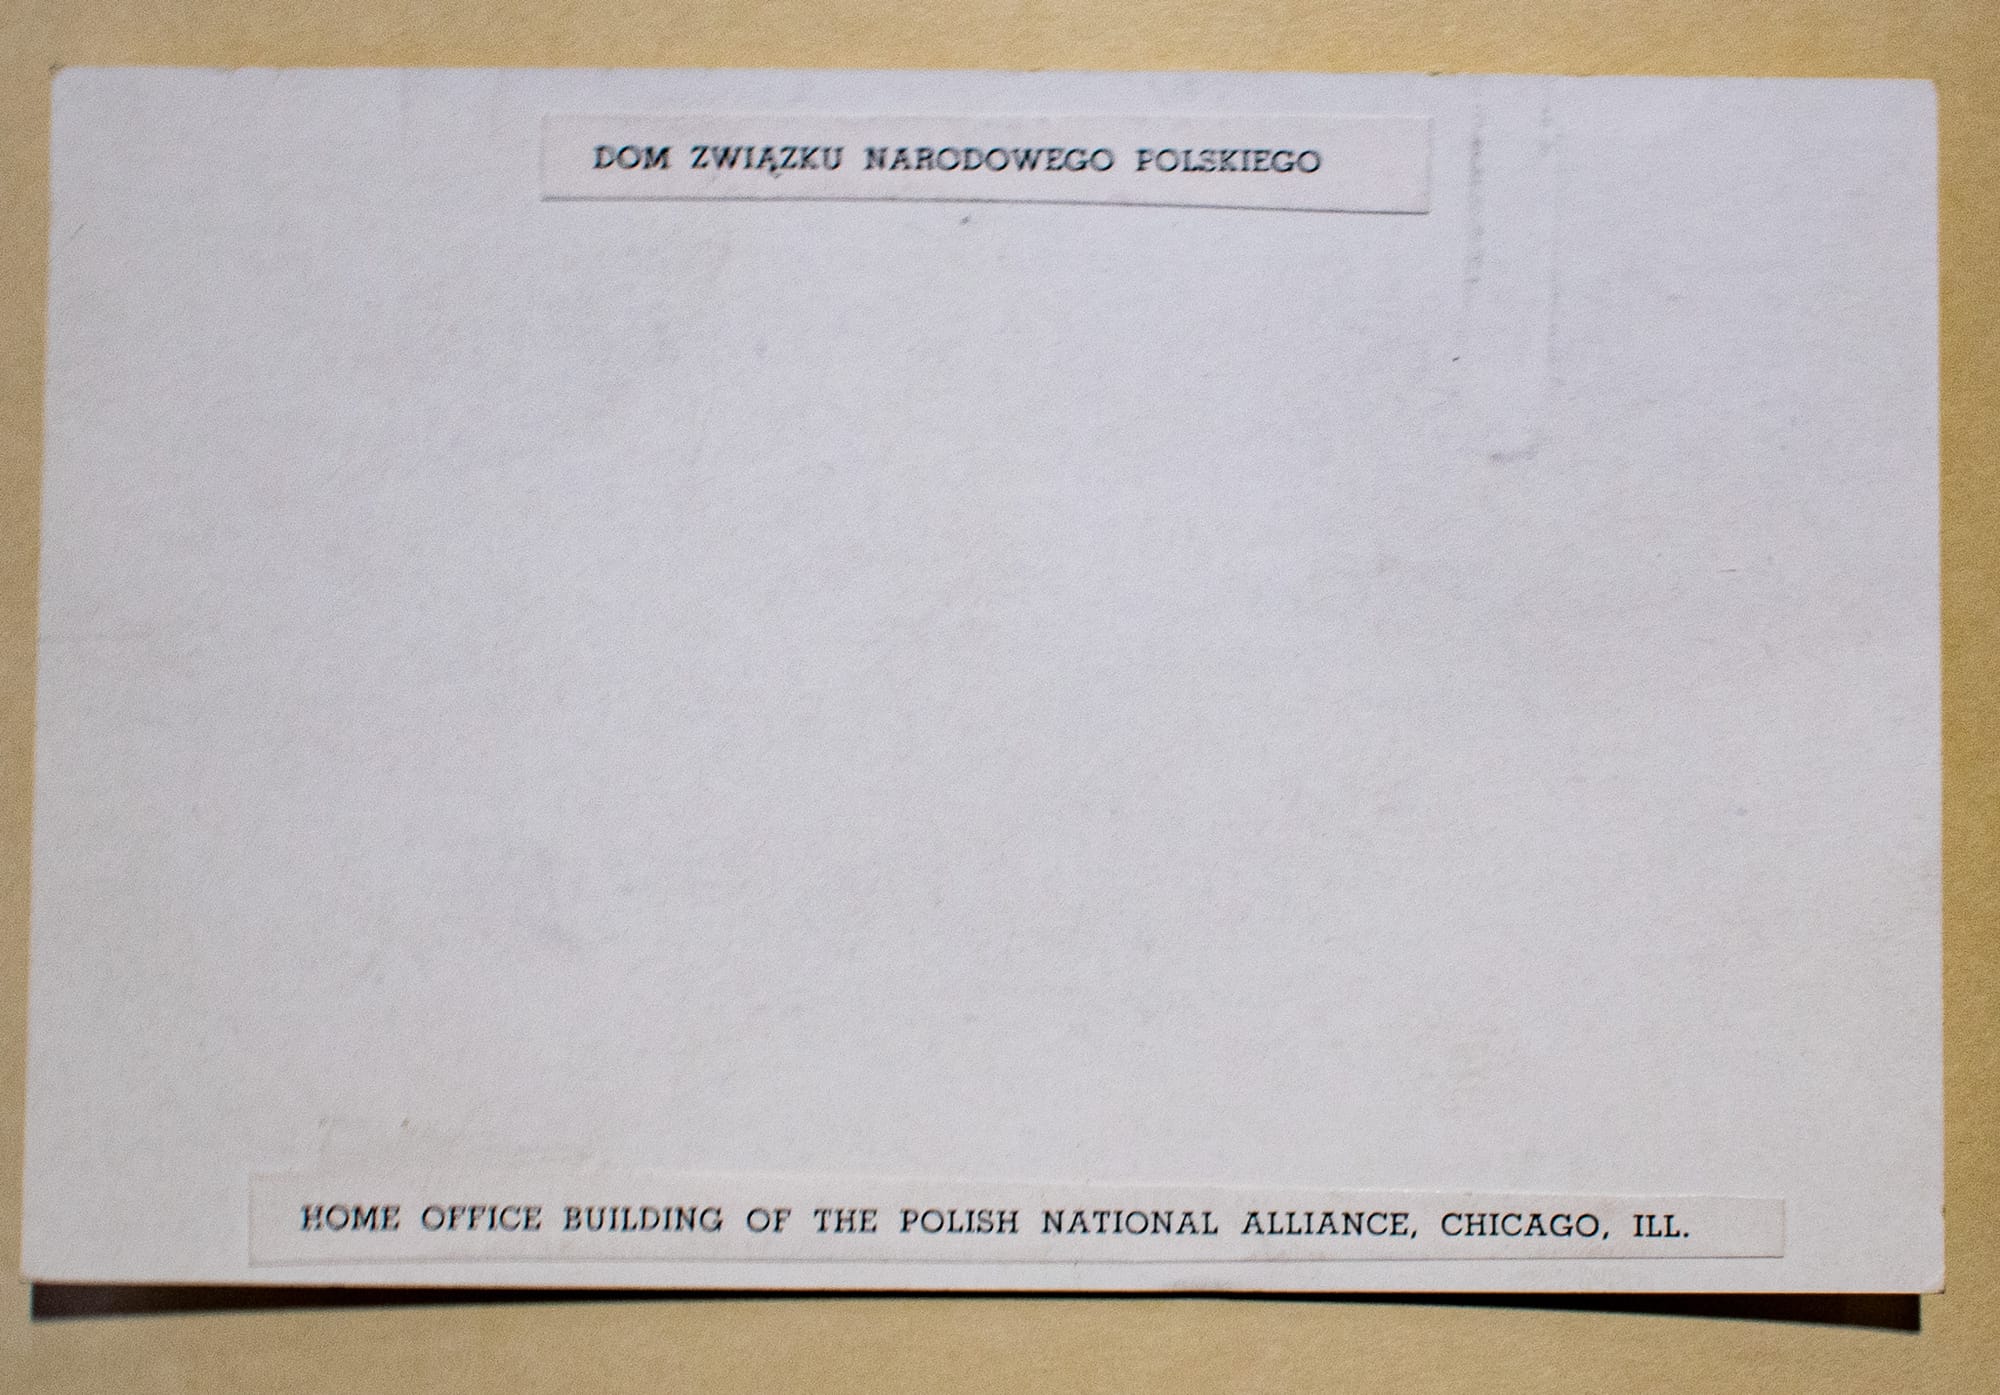 DOM ZWIĄZKU NARODOWEGO POLSKIEGO
HOME OFFICE BUILDING OF THE POLISH NATIONAL ALLIANCE, CHICAGO, ILL.